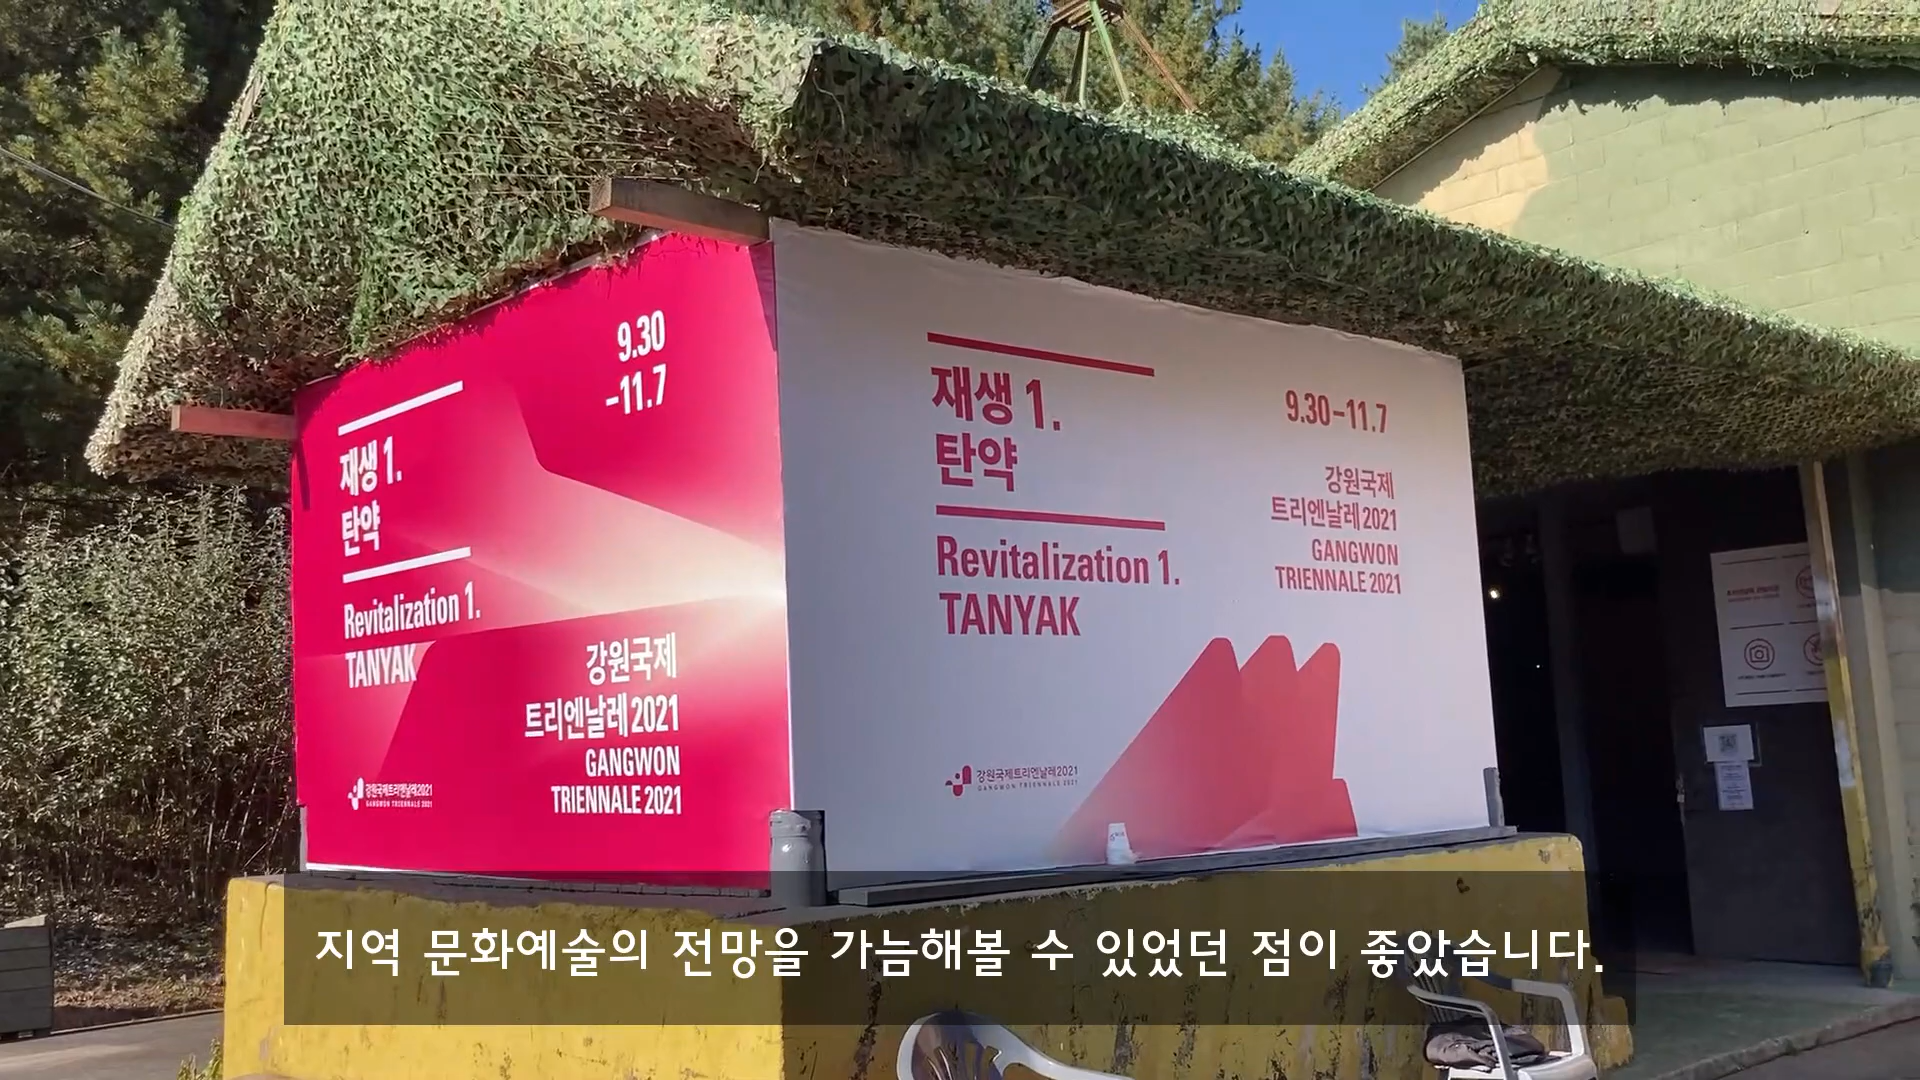 9.30
-11.7
재생 1.
탄약
Revitalization 1.
TANYAK
강원국제
트리엔날레 2021
GANGWON
TRIENNALE 2021
강원국제트리엔날레2021
GANGWON TRIENNALE 2021
재생 1.
탄약
Revitalization 1.
TANYAK
9.30-11.7
강원국제
트리엔날레 2021
GANGWON
TRIENNALE 2021
강원국제트리엔날레2021
GANGWON TRIENNALE 2021
지역 문화예술의 전망을 가늠해볼 수 있었던 점이 좋았습니다.